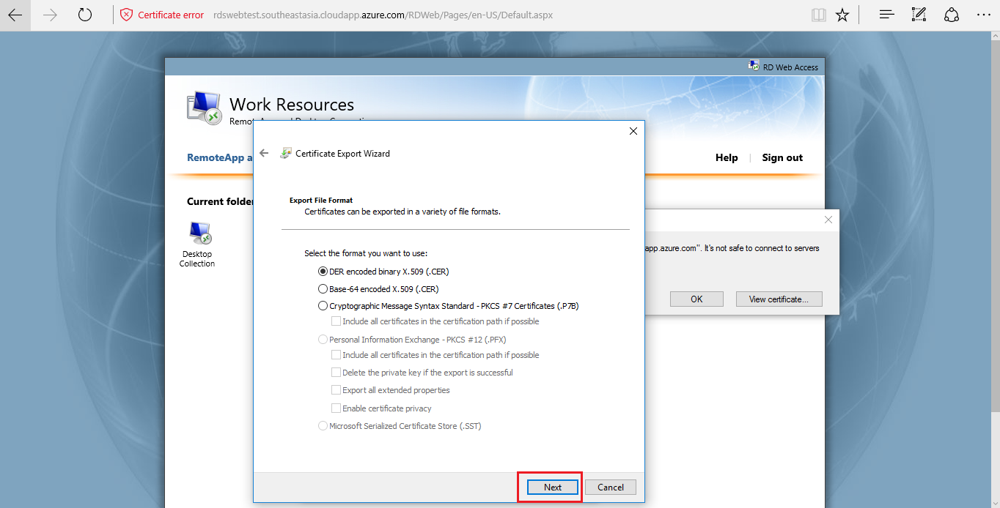 Certificate error
rdswebtest.southeastasia.cloudapp.azure.com/RDWeb/Pages/en-US/Default.aspx
RD Web Access
Work Resources
RemoteApp a
Help | Sign out
Current folder
Desktop
Collection
Certificate Export Wizard
Export File Format
Certificates can be exported in a variety of file formats.
Select the format you want to use:
DER encoded binary X.509 (.CER)
Base-64 encoded X.509 (.CER)
Cryptographic Message Syntax Standard - PKCS #7 Certificates (.P7B)
Include all certificates in the certification path if possible
Personal Information Exchange - PKCS #12 (.PFX)
Include all certificates in the certification path if possible
Delete the private key if the export is successful
Export all extended properties
Enable certificate privacy
Microsoft Serialized Certificate Store (.SST)
Next
Cancel
app.azure.com". It's not safe to connect to servers
OK
View certificate...